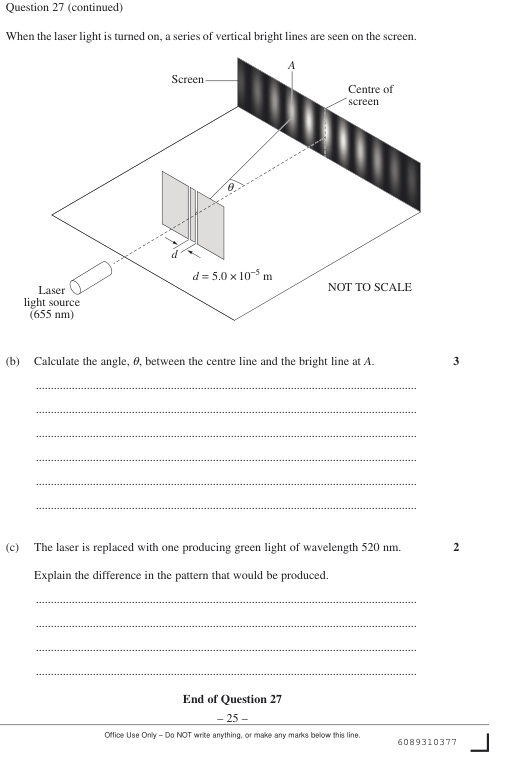 Question 27 (continued)
When the laser light is turned on, a series of vertical bright lines are seen on the screen.
A
Screen
Centre of
screen
θ
d
d = 5.0 × 10⁻⁵ m
Laser
light source
(655 nm)
NOT TO SCALE
(b) Calculate the angle, θ, between the centre line and the bright line at A. 3
(c) The laser is replaced with one producing green light of wavelength 520 nm. 2
Explain the difference in the pattern that would be produced.
End of Question 27
– 25 –
Office Use Only – Do NOT write anything, or make any marks below this line.
6089310377